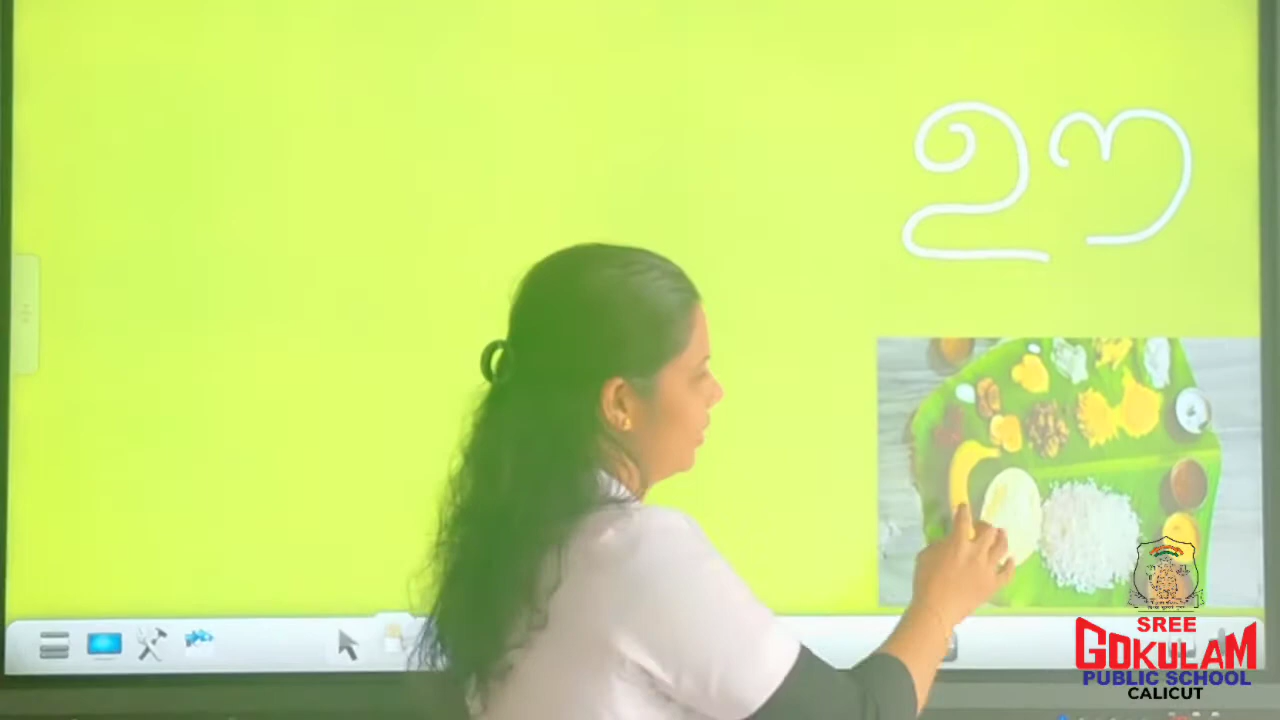 ഊ
SREE
GOKULAM
PUBLIC SCHOOL
CALICUT